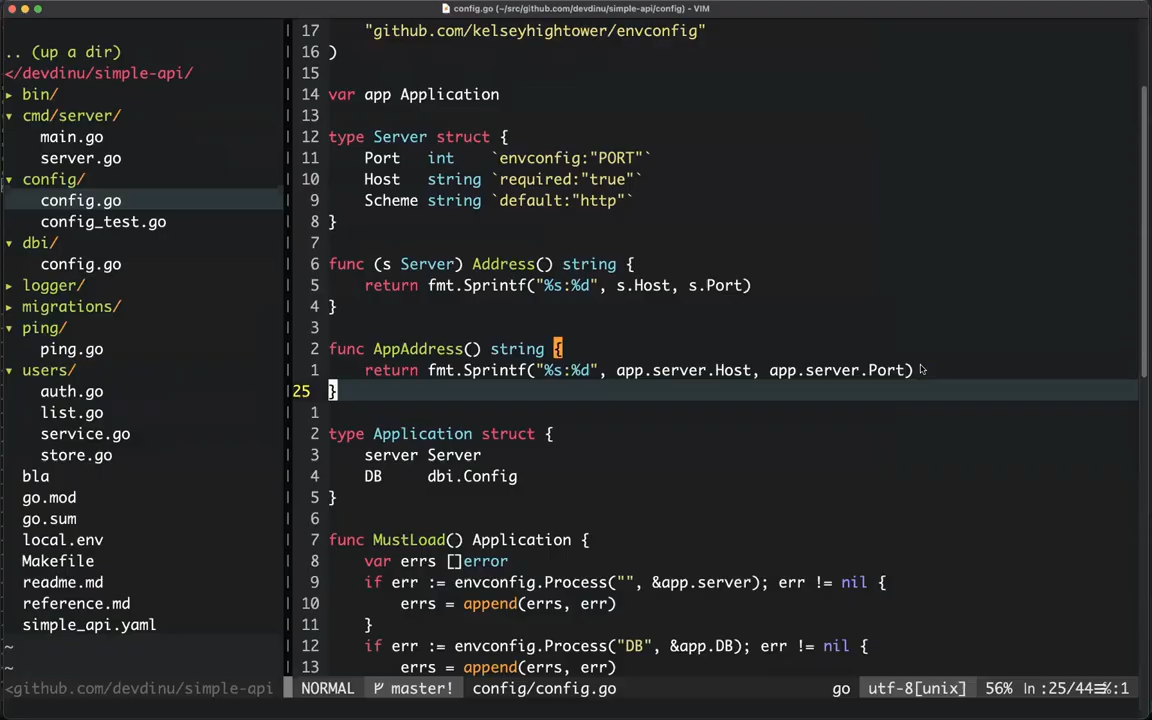 config.go (~/src/github.com/devdinu/simple-api/config) - VIM
.. (up a dir)
</devdinu/simple-api/
▸ bin/
▾ cmd/server/
main.go
server.go
▾ config/
config.go
config_test.go
▾ dbi/
config.go
▸ logger/
▸ migrations/
▾ ping/
ping.go
▾ users/
auth.go
list.go
service.go
store.go
bla
go.mod
go.sum
local.env
Makefile
readme.md
reference.md
simple_api.yaml
~
~
<github.com/devdinu/simple-api
17 "github.com/kelseyhightower/envconfig"
16 )
15
14 var app Application
13
12 type Server struct {
11 Port int `envconfig:"PORT"`
10 Host string `required:"true"`
9 Scheme string `default:"http"`
8 }
7
6 func (s Server) Address() string {
5 return fmt.Sprintf("%s:%d", s.Host, s.Port)
4 }
3
2 func AppAddress() string {
1 return fmt.Sprintf("%s:%d", app.server.Host, app.server.Port)
25 }
1
2 type Application struct {
3 server Server
4 DB dbi.Config
5 }
6
7 func MustLoad() Application {
8 var errs []error
9 if err := envconfig.Process("", &app.server); err != nil {
10 errs = append(errs, err)
11 }
12 if err := envconfig.Process("DB", &app.DB); err != nil {
13 errs = append(errs, err)
NORMAL master! config/config.go go utf-8[unix] 56% ln :25/44≡℅:1